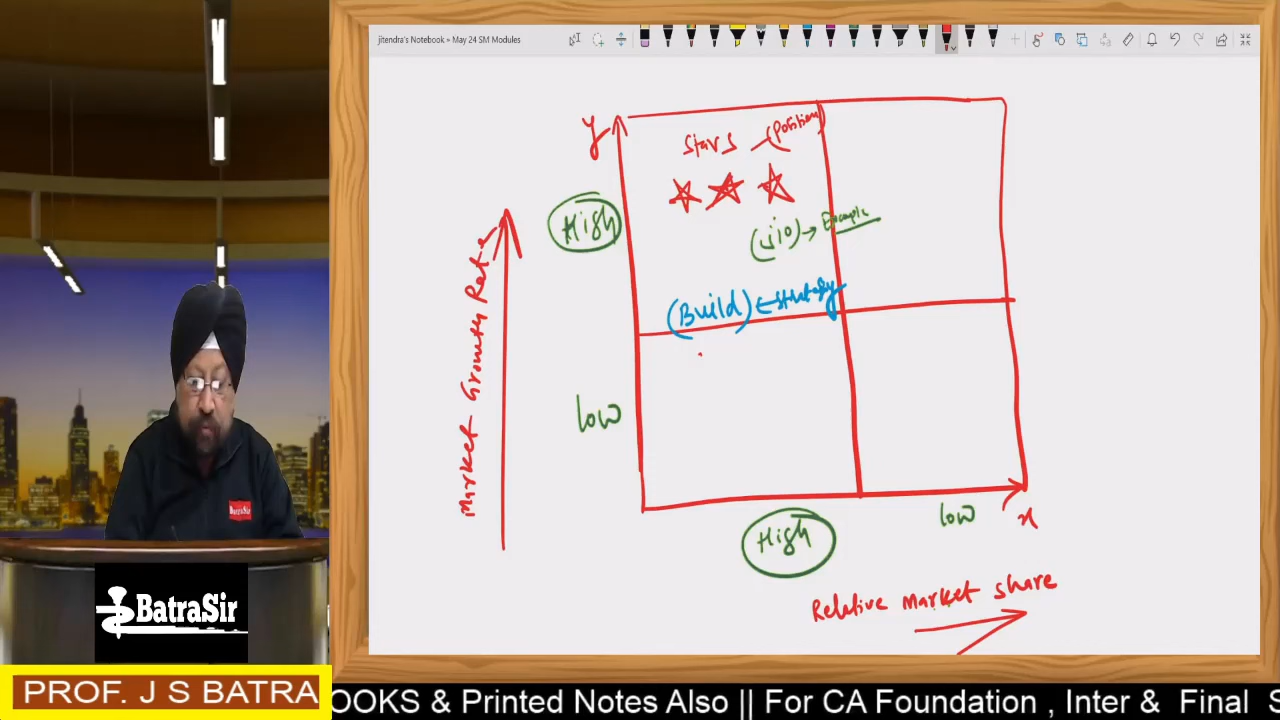 jitendra's Notebook » May 24 SM Modules
y
Stars (Position)
High
(Jio) → Example
(Build) ← strategy
Market Growth Rate
low
High
low
x
Relative market share
BatraSir
BatraSir
PROF. J S BATRA
OOKS & Printed Notes Also || For CA Foundation , Inter & Final S